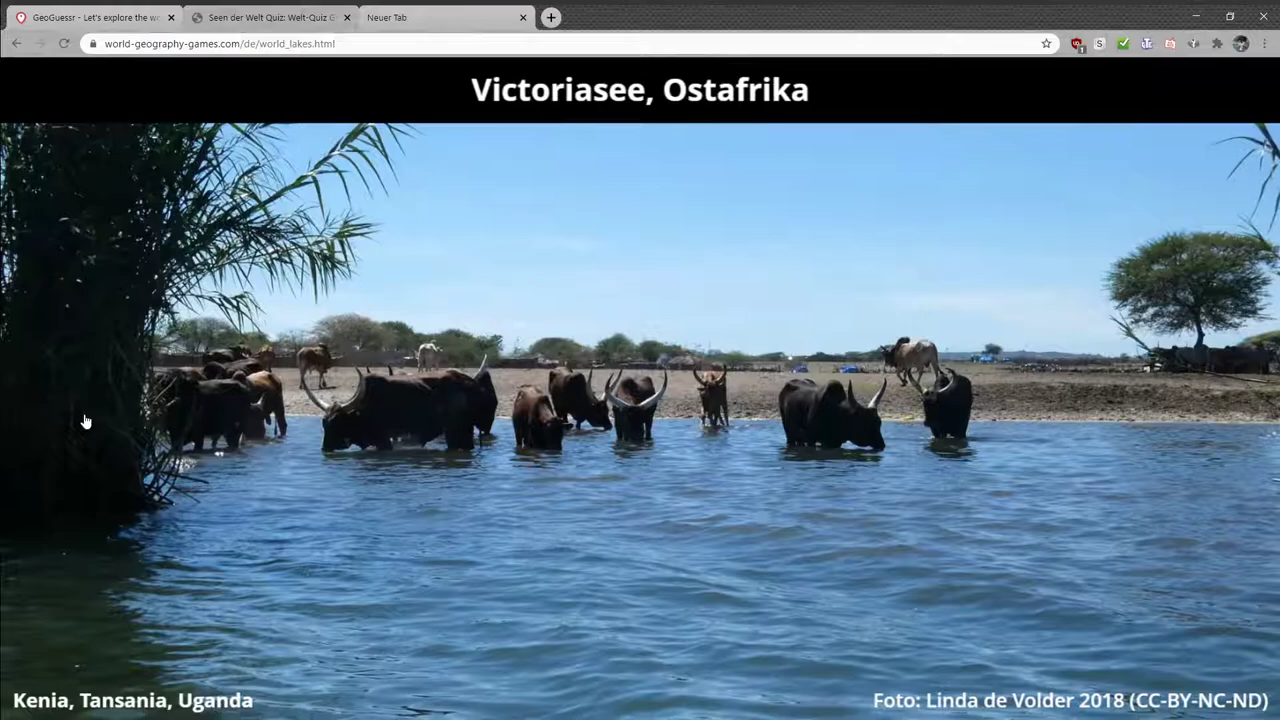 GeoGuessr - Let's explore the wo
Seen der Welt Quiz: Welt-Quiz G
Neuer Tab
world-geography-games.com/de/world_lakes.html
Victoriasee, Ostafrika
Kenia, Tansania, Uganda
Foto: Linda de Volder 2018 (CC-BY-NC-ND)